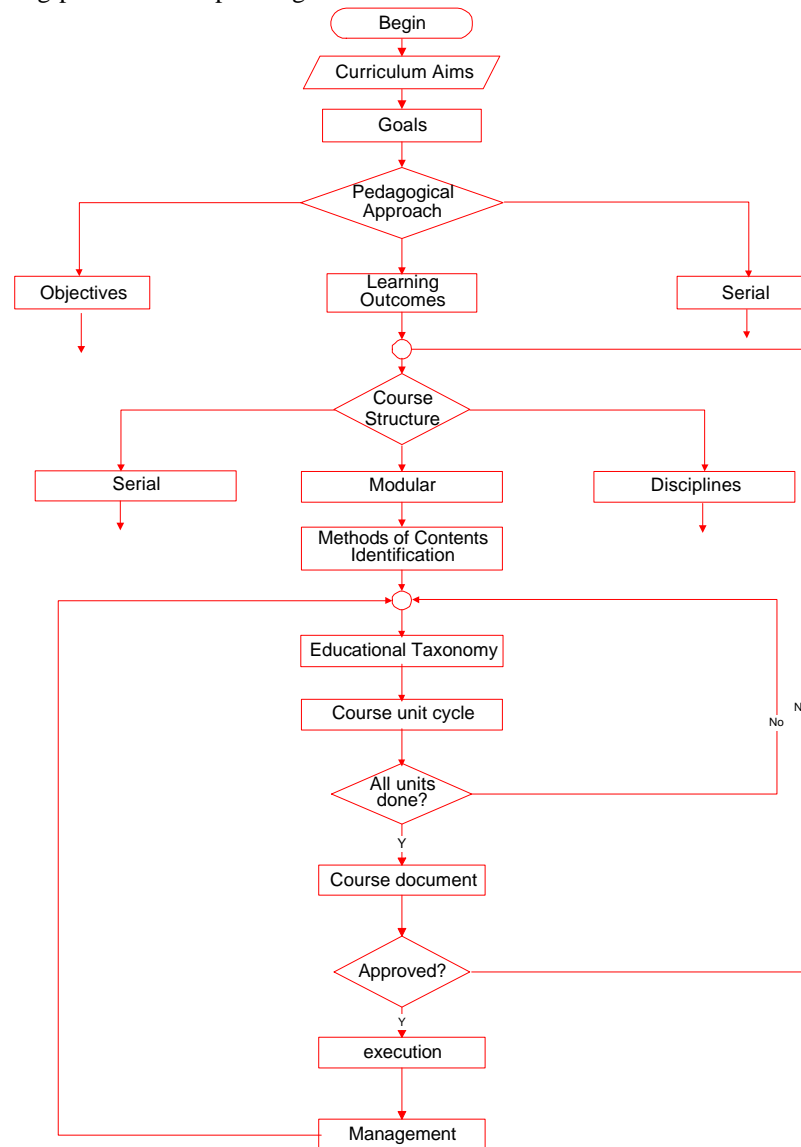 Begin
Curriculum Aims
Goals
Pedagogical
Approach
Objectives
Learning
Outcomes
Serial
Course
Structure
Serial
Modular
Disciplines
Methods of Contents
Identification
Educational Taxonomy
Course unit cycle
N
No
All units
done?
Y
Course document
Approved?
Y
execution
Management